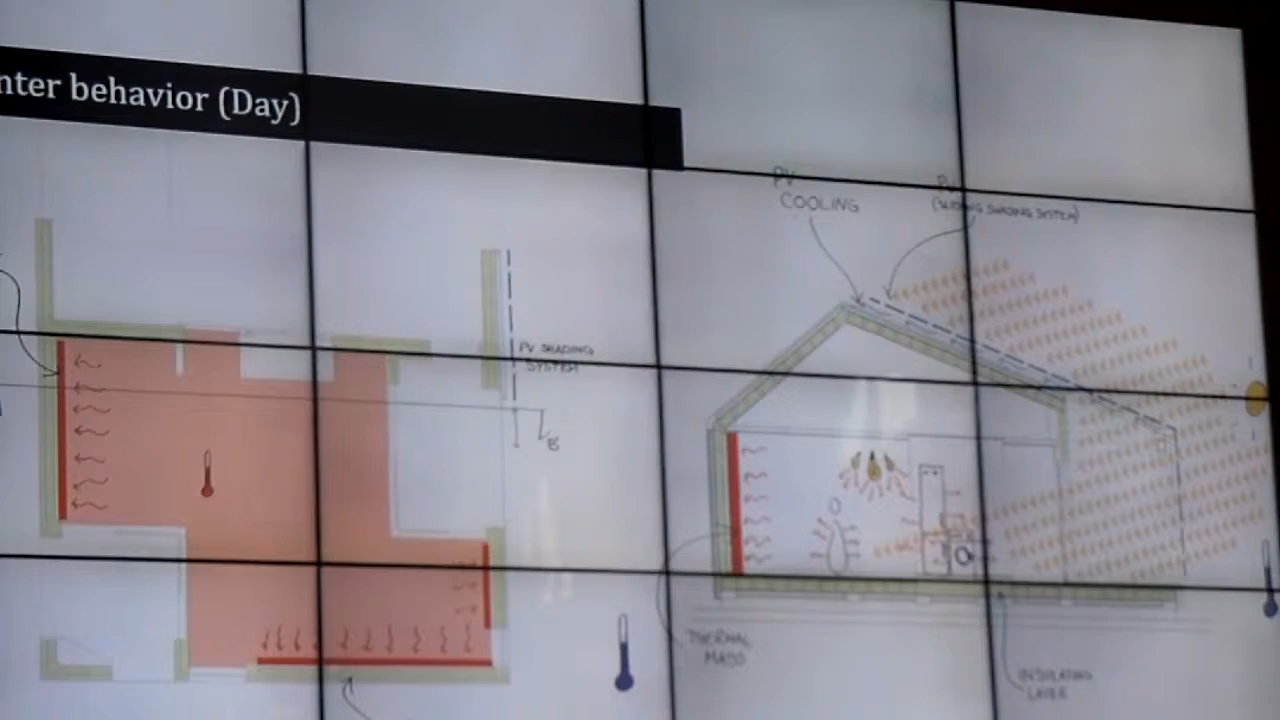 nter behavior (Day)
PV
COOLING
PV
(SLIDING SHADING SYSTEM)
PV SHADING
SYSTEM
B
THERMAL
MASS
INSULATING
LAYER